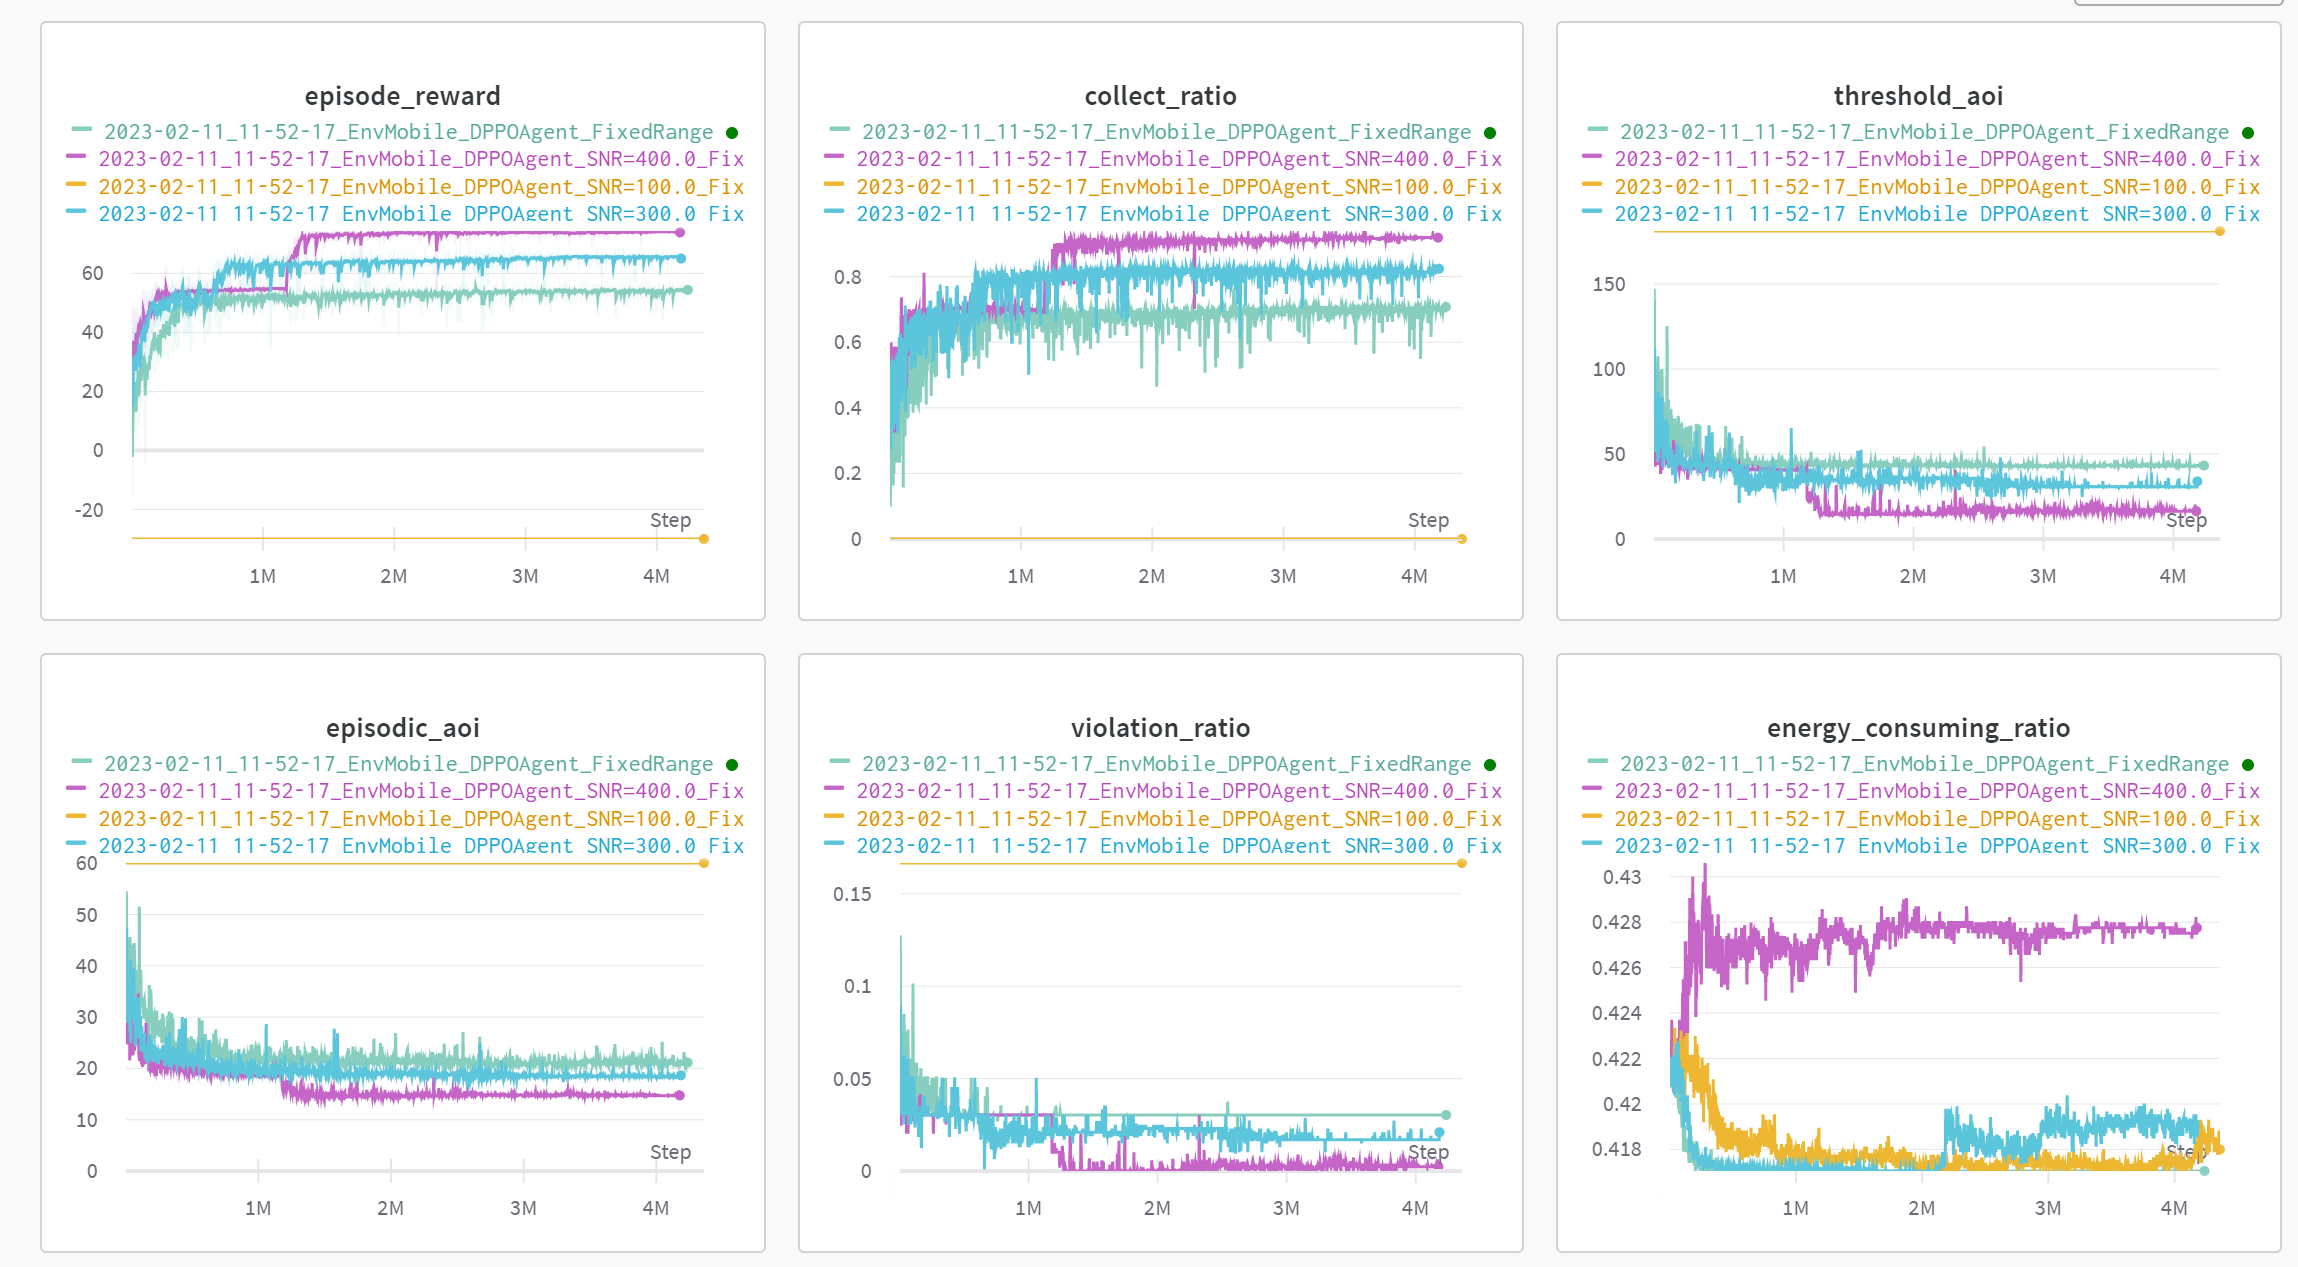 episode_reward
2023-02-11_11-52-17_EnvMobile_DPPOAgent_FixedRange
2023-02-11_11-52-17_EnvMobile_DPPOAgent_SNR=400.0_Fix
2023-02-11_11-52-17_EnvMobile_DPPOAgent_SNR=100.0_Fix
2023-02-11 11-52-17 EnvMobile DPPOAgent SNR=300.0 Fix
60
40
20
0
-20
Step
1M 2M 3M 4M
collect_ratio
2023-02-11_11-52-17_EnvMobile_DPPOAgent_FixedRange
2023-02-11_11-52-17_EnvMobile_DPPOAgent_SNR=400.0_Fix
2023-02-11_11-52-17_EnvMobile_DPPOAgent_SNR=100.0_Fix
2023-02-11 11-52-17 EnvMobile DPPOAgent SNR=300.0 Fix
0.8
0.6
0.4
0.2
0
Step
1M 2M 3M 4M
threshold_aoi
2023-02-11_11-52-17_EnvMobile_DPPOAgent_FixedRange
2023-02-11_11-52-17_EnvMobile_DPPOAgent_SNR=400.0_Fix
2023-02-11_11-52-17_EnvMobile_DPPOAgent_SNR=100.0_Fix
2023-02-11 11-52-17 EnvMobile DPPOAgent SNR=300.0 Fix
150
100
50
0
Step
1M 2M 3M 4M
episodic_aoi
2023-02-11_11-52-17_EnvMobile_DPPOAgent_FixedRange
2023-02-11_11-52-17_EnvMobile_DPPOAgent_SNR=400.0_Fix
2023-02-11_11-52-17_EnvMobile_DPPOAgent_SNR=100.0_Fix
2023-02-11 11-52-17 EnvMobile DPPOAgent SNR=300.0 Fix
60
50
40
30
20
10
0
Step
1M 2M 3M 4M
violation_ratio
2023-02-11_11-52-17_EnvMobile_DPPOAgent_FixedRange
2023-02-11_11-52-17_EnvMobile_DPPOAgent_SNR=400.0_Fix
2023-02-11_11-52-17_EnvMobile_DPPOAgent_SNR=100.0_Fix
2023-02-11 11-52-17 EnvMobile DPPOAgent SNR=300.0 Fix
0.15
0.1
0.05
0
Step
1M 2M 3M 4M
energy_consuming_ratio
2023-02-11_11-52-17_EnvMobile_DPPOAgent_FixedRange
2023-02-11_11-52-17_EnvMobile_DPPOAgent_SNR=400.0_Fix
2023-02-11_11-52-17_EnvMobile_DPPOAgent_SNR=100.0_Fix
2023-02-11 11-52-17 EnvMobile DPPOAgent SNR=300.0 Fix
0.43
0.428
0.426
0.424
0.422
0.42
0.418
Step
1M 2M 3M 4M